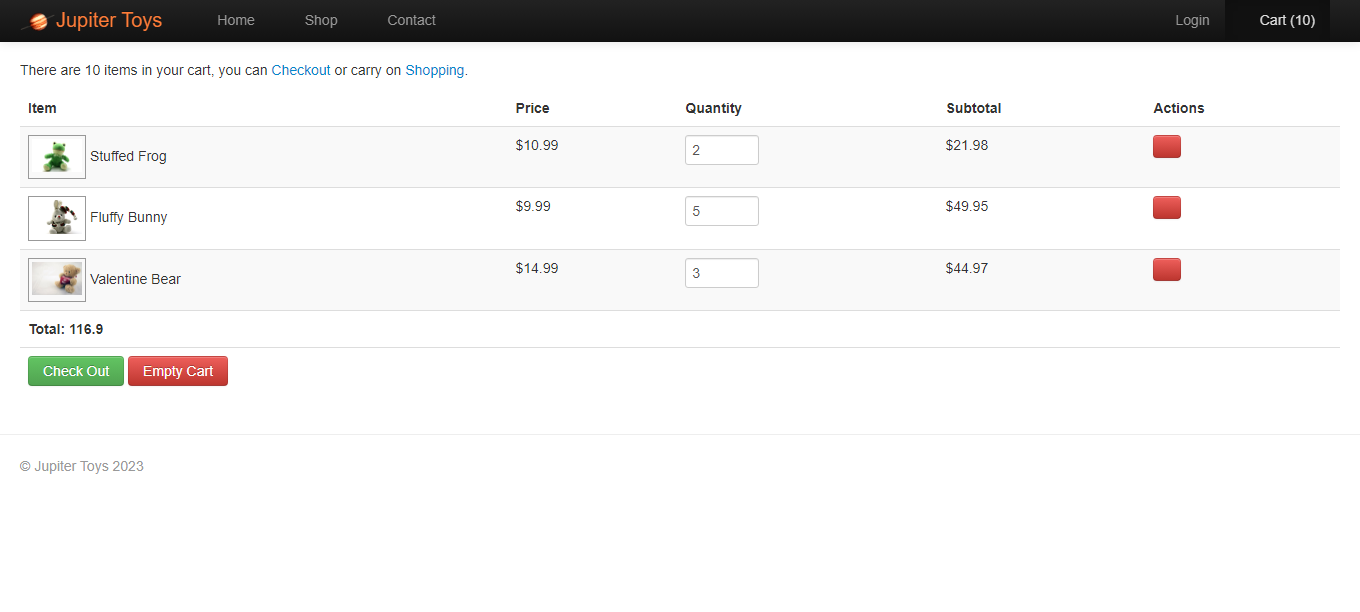 Jupiter Toys Home Shop Contact Login Cart (10)
There are 10 items in your cart, you can Checkout or carry on Shopping.
Item Price Quantity Subtotal Actions
Stuffed Frog $10.99 2 $21.98
Fluffy Bunny $9.99 5 $49.95
Valentine Bear $14.99 3 $44.97
Total: 116.9
Check Out Empty Cart
© Jupiter Toys 2023